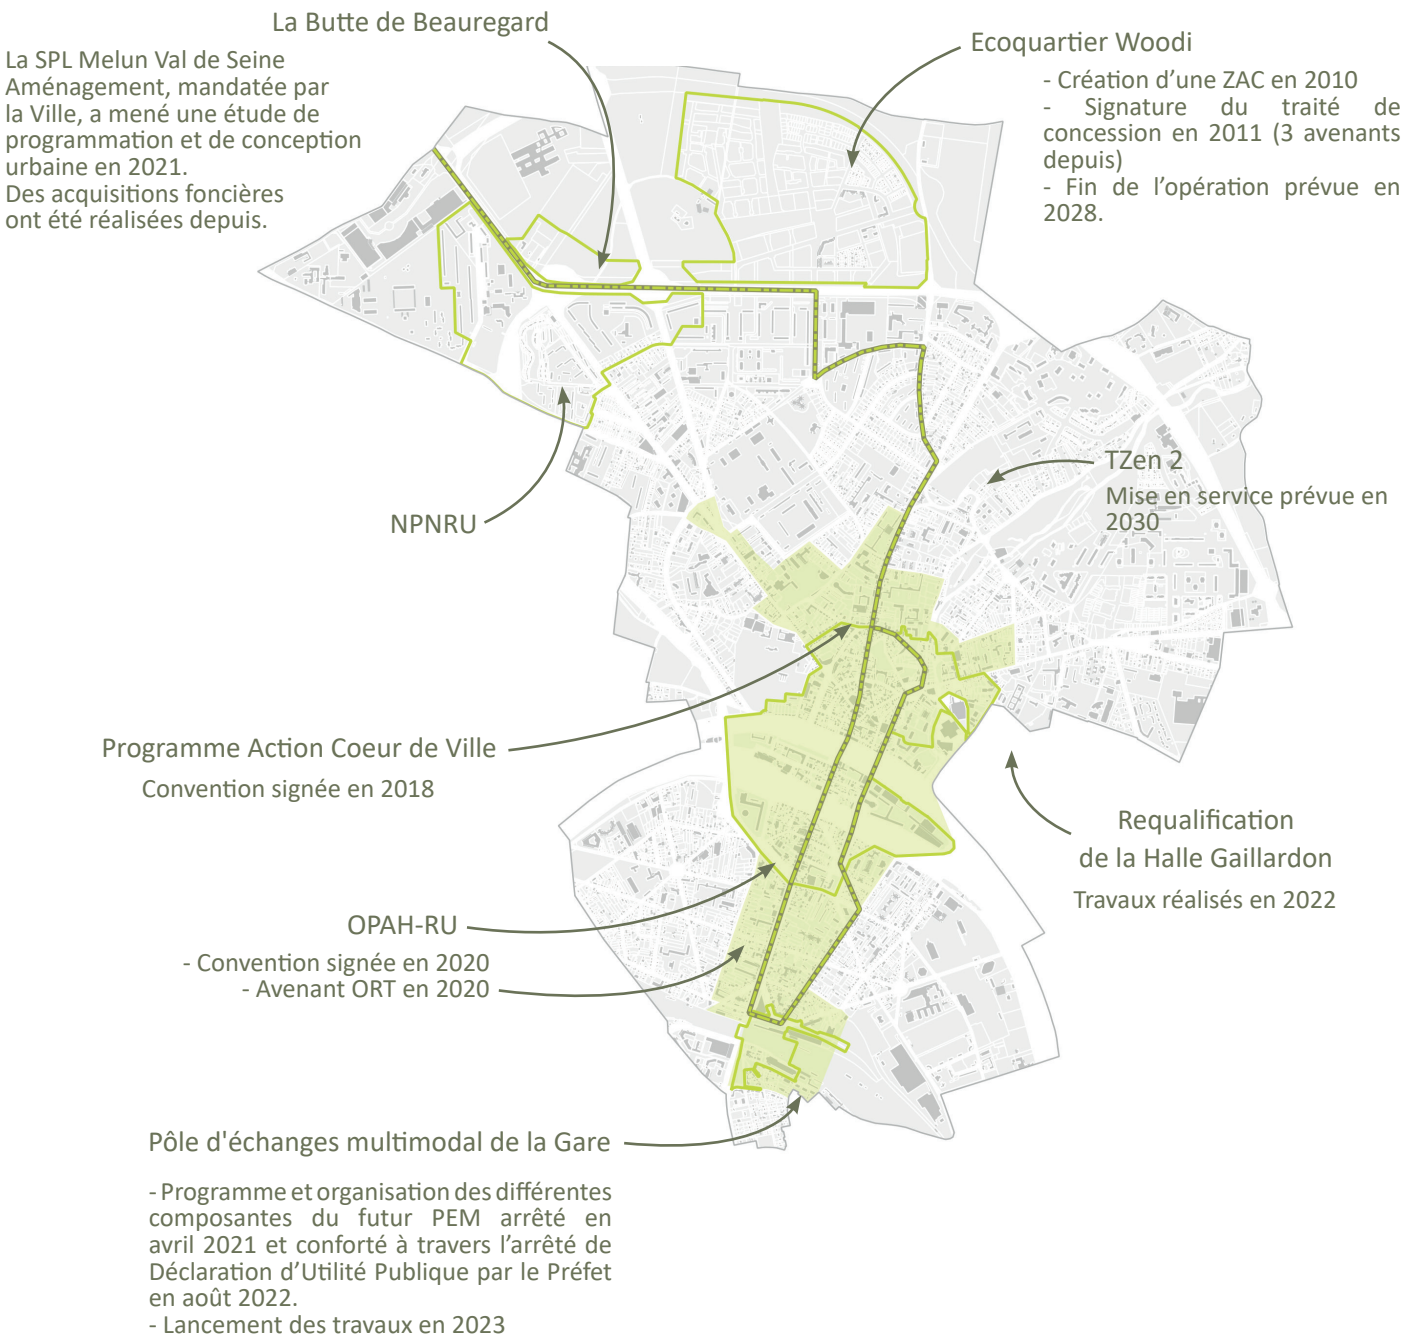 La Butte de Beauregard
La SPL Melun Val de Seine
Aménagement, mandatée par
la Ville, a mené une étude de
programmation et de conception
urbaine en 2021.
Des acquisitions foncières
ont été réalisées depuis.
Ecoquartier Woodi
- Création d’une ZAC en 2010
- Signature du traité de
concession en 2011 (3 avenants
depuis)
- Fin de l’opération prévue en
2028.
TZen 2
Mise en service prévue en
2030
NPNRU
Programme Action Coeur de Ville
Convention signée en 2018
Requalification
de la Halle Gaillardon
Travaux réalisés en 2022
OPAH-RU
- Convention signée en 2020
- Avenant ORT en 2020
Pôle d'échanges multimodal de la Gare
- Programme et organisation des différentes
composantes du futur PEM arrêté en
avril 2021 et conforté à travers l’arrêté de
Déclaration d’Utilité Publique par le Préfet
en août 2022.
- Lancement des travaux en 2023